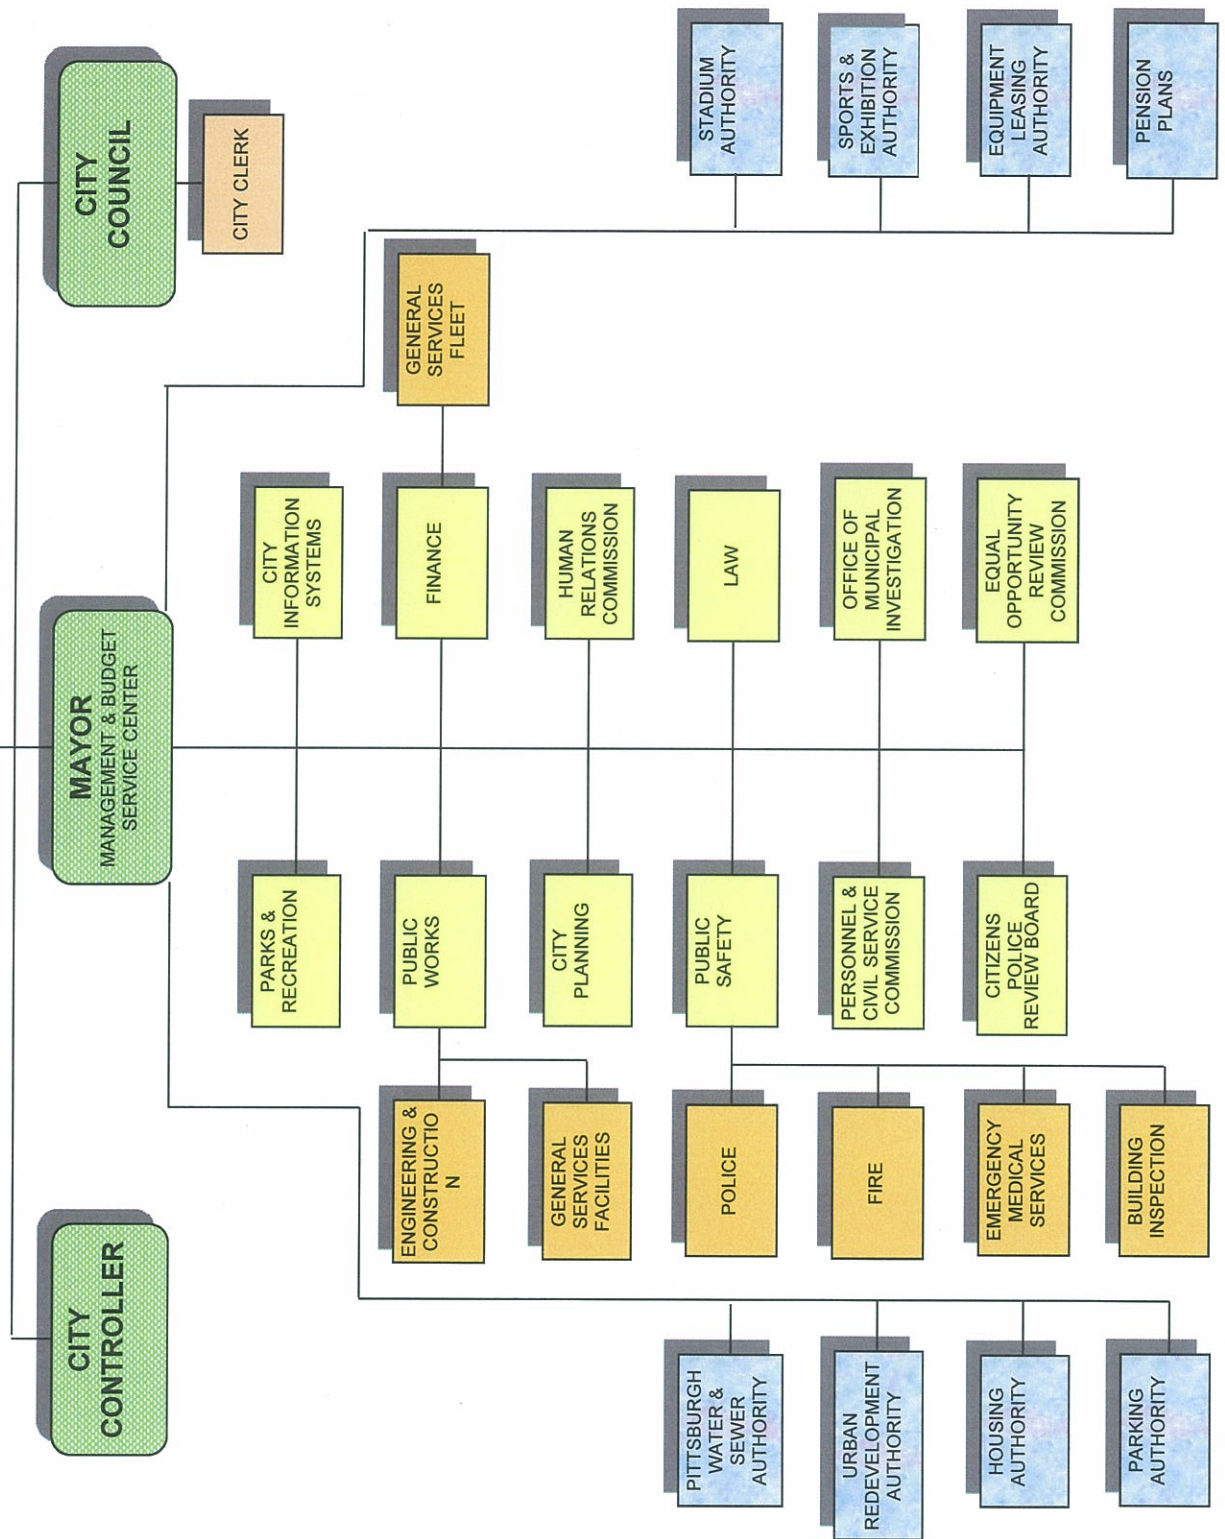 CITY
CONTROLLER
MAYOR
MANAGEMENT & BUDGET
SERVICE CENTER
CITY
COUNCIL
CITY CLERK
PARKS &
RECREATION
CITY
INFORMATION
SYSTEMS
ENGINEERING &
CONSTRUCTIO
N
PUBLIC
WORKS
FINANCE
GENERAL
SERVICES
FLEET
GENERAL
SERVICES
FACILITIES
CITY
PLANNING
HUMAN
RELATIONS
COMMISSION
PITTSBURGH
WATER &
SEWER
AUTHORITY
POLICE
PUBLIC
SAFETY
LAW
STADIUM
AUTHORITY
URBAN
REDEVELOPMENT
AUTHORITY
FIRE
PERSONNEL &
CIVIL SERVICE
COMMISSION
OFFICE OF
MUNICIPAL
INVESTIGATION
SPORTS &
EXHIBITION
AUTHORITY
HOUSING
AUTHORITY
EMERGENCY
MEDICAL
SERVICES
CITIZENS
POLICE
REVIEW BOARD
EQUAL
OPPORTUNITY
REVIEW
COMMISSION
EQUIPMENT
LEASING
AUTHORITY
PARKING
AUTHORITY
BUILDING
INSPECTION
PENSION
PLANS